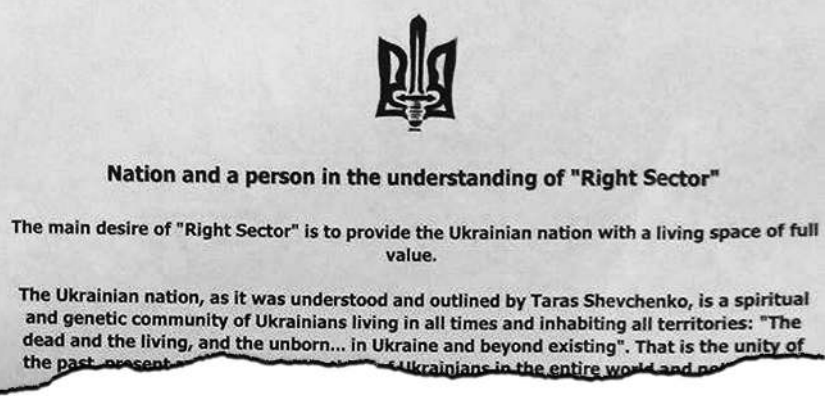 Nation and a person in the understanding of "Right Sector"
The main desire of "Right Sector" is to provide the Ukrainian nation with a living space of full
value.
The Ukrainian nation, as it was understood and outlined by Taras Shevchenko, is a spiritual
and genetic community of Ukrainians living in all times and inhabiting all territories: "The
dead and the living, and the unborn... in Ukraine and beyond existing". That is the unity of
the past, present Ukrainians in the entire world and